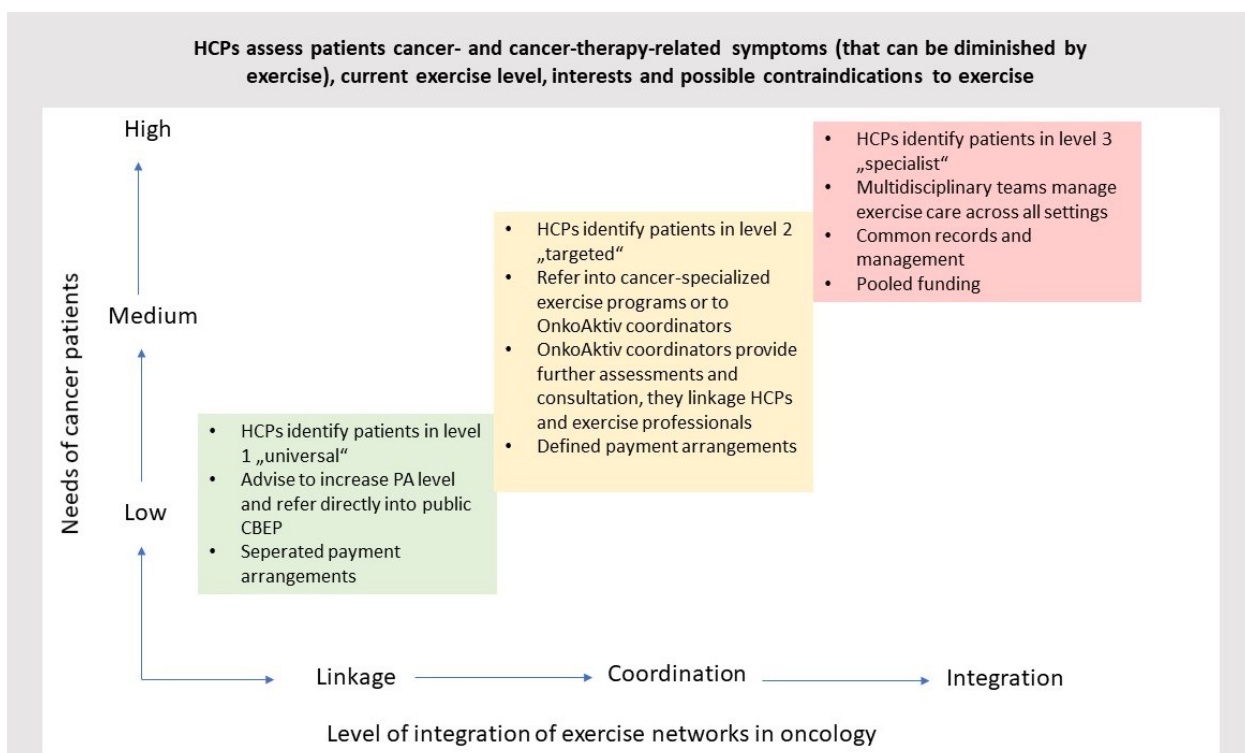 HCPs assess patients cancer- and cancer-therapy-related symptoms (that can be diminished by
exercise), current exercise level, interests and possible contraindications to exercise
Needs of cancer patients
High
Medium
Low
• HCPs identify patients in level 3
„specialist“
• Multidisciplinary teams manage
exercise care across all settings
• Common records and
management
• Pooled funding
• HCPs identify patients in level 2
„targeted“
• Refer into cancer-specialized
exercise programs or to
OnkoAktiv coordinators
• OnkoAktiv coordinators provide
further assessments and
consultation, they linkage HCPs
and exercise professionals
• Defined payment arrangements
• HCPs identify patients in level
1 „universal“
• Advise to increase PA level
and refer directly into public
CBEP
• Seperated payment
arrangements
Linkage
Coordination
Integration
Level of integration of exercise networks in oncology